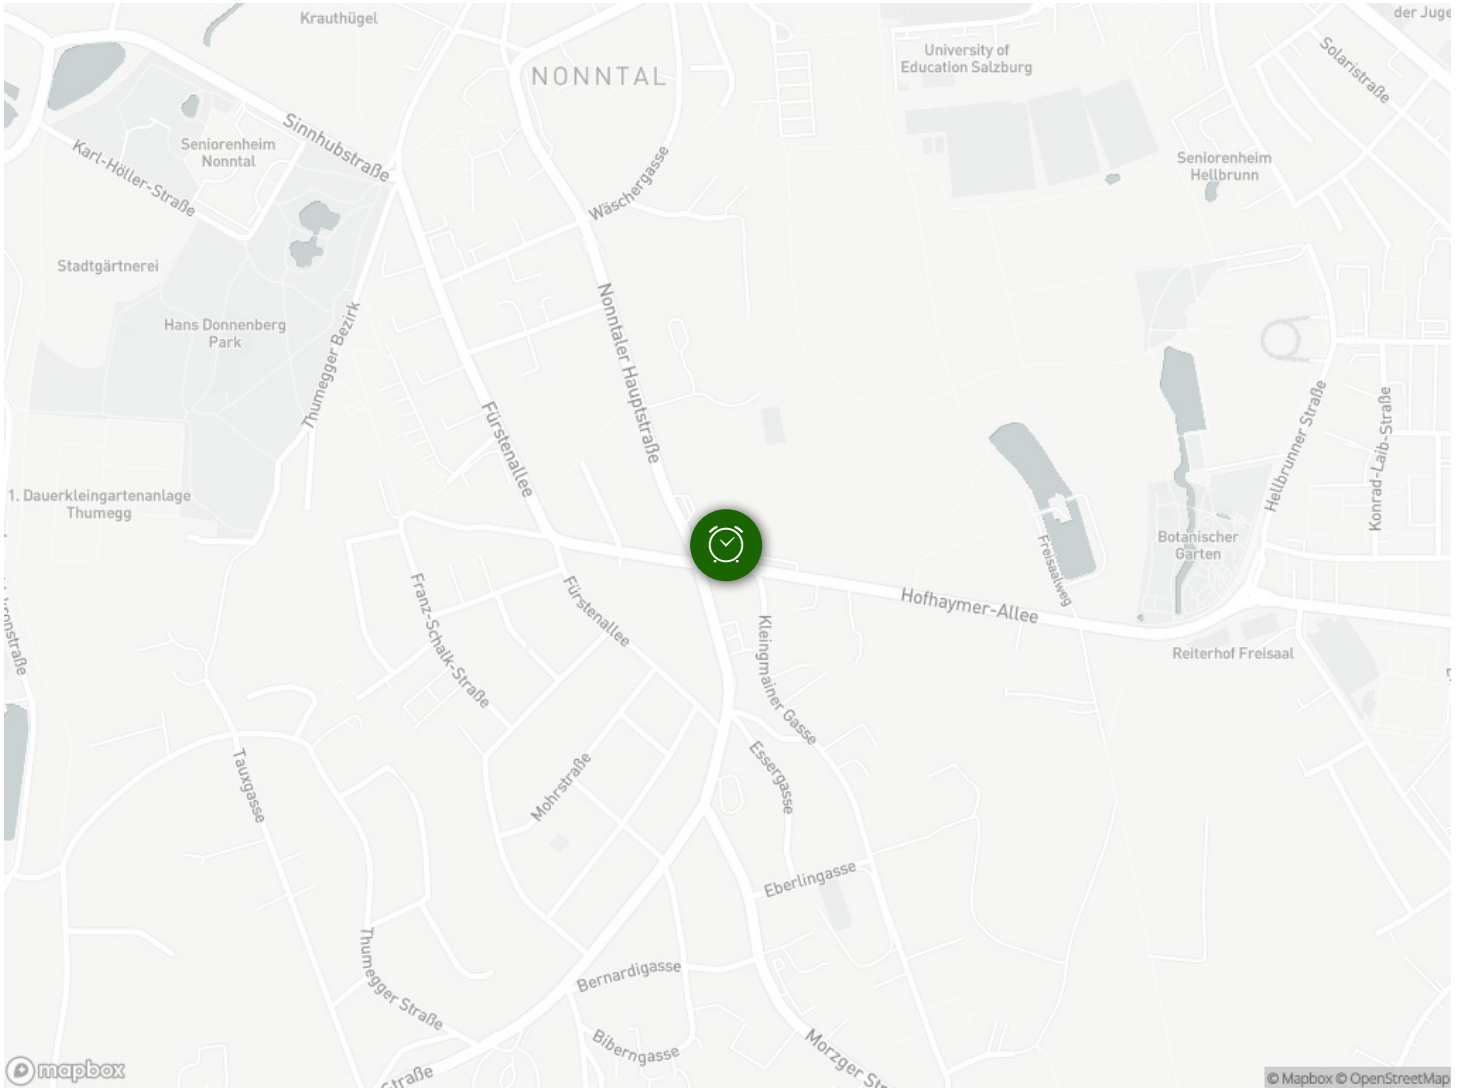 Krauthügel
der Juge
University of
Education Salzburg
Solaristraße
NONNTAL
Sinnhubstraße
Seniorenheim
Nonntal
Karl-Höller-Straße
Wäschergasse
Seniorenheim
Hellbrunn
Stadtgärtnerei
Hans Donnenberg
Park
Thumegger Bezirk
Nonntaler Hauptstraße
Fürstenallee
Hellbrunner Straße
Konrad-Laib-Straße
1. Dauerkleingartenanlage
Thumegg
Botanischer
Garten
Freisaalweg
Hofhaymer-Allee
Franz-Schalk-Straße
Fürstenallee
Kleingmainer Gasse
Reiterhof Freisaal
Tauxgasse
Mohrstraße
Essergasse
Eberlingasse
Thumegger Straße
Bernardigasse
Biberngasse
Morzger Str
Straße
mapbox
© Mapbox © OpenStreetMap